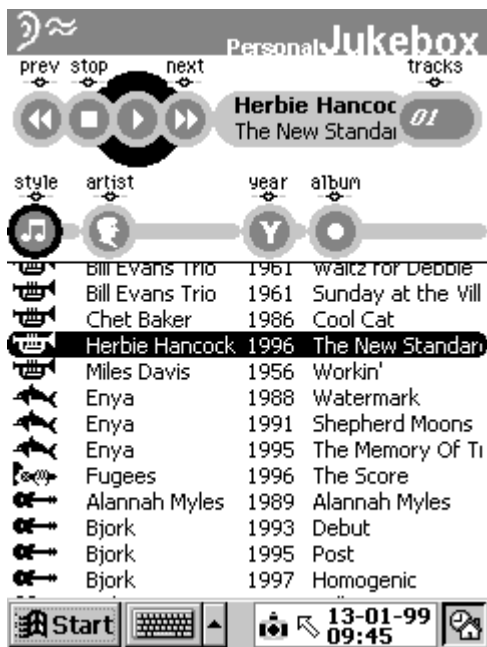 Personal Jukebox
prev stop next tracks
Herbie Hancoc
The New Standar
01
style artist year album
Y
Bill Evans Trio 1961 Waltz for Debbie
Bill Evans Trio 1961 Sunday at the Vill
Chet Baker 1986 Cool Cat
Herbie Hancock 1996 The New Standard
Miles Davis 1956 Workin'
Enya 1988 Watermark
Enya 1991 Shepherd Moons
Enya 1995 The Memory Of Tr
Fugees 1996 The Score
Alannah Myles 1989 Alannah Myles
Bjork 1993 Debut
Bjork 1995 Post
Bjork 1997 Homogenic
Start 13-01-99
09:45